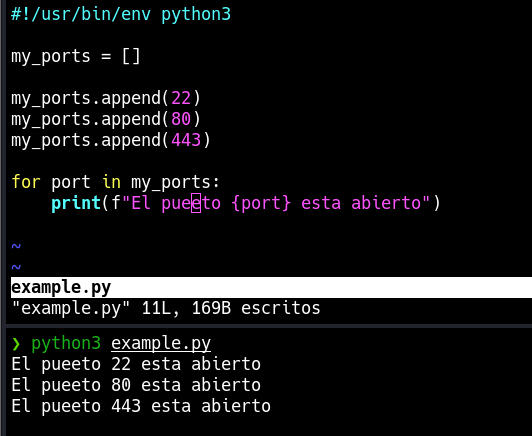 #!/usr/bin/env python3
my_ports = []
my_ports.append(22)
my_ports.append(80)
my_ports.append(443)
for port in my_ports:
    print(f"El pueeto {port} esta abierto")
~
~
example.py
"example.py" 11L, 169B escritos
❯ python3 example.py
El pueeto 22 esta abierto
El pueeto 80 esta abierto
El pueeto 443 esta abierto